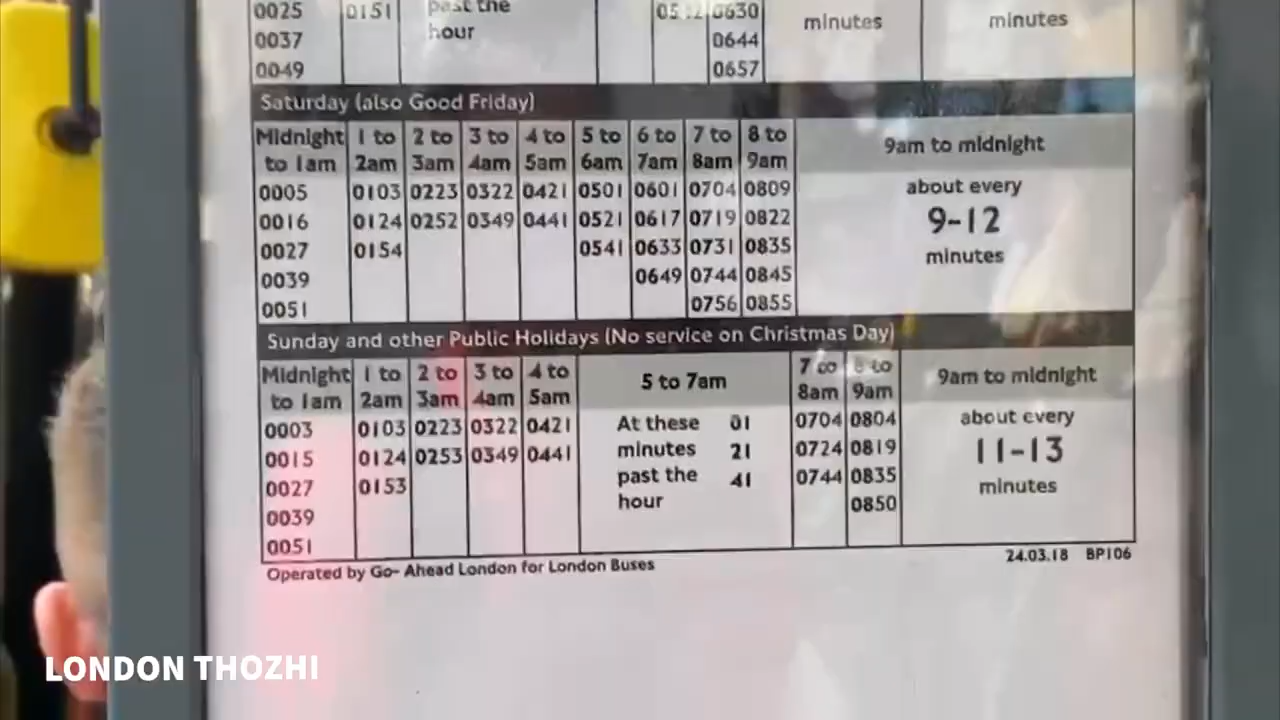 0025 0151 past the 05 12 0630 minutes minutes
0037 hour 0644
0049 0657
Saturday (also Good Friday)
Midnight 1 to 2 to 3 to 4 to 5 to 6 to 7 to 8 to 9am to midnight
to 1am 2am 3am 4am 5am 6am 7am 8am 9am
0005 0103 0223 0322 0421 0501 0601 0704 0809 about every
0016 0124 0252 0349 0441 0521 0617 0719 0822 9-12
0027 0154 0541 0633 0731 0835 minutes
0039 0649 0744 0845
0051 0756 0855
Sunday and other Public Holidays (No service on Christmas Day)
Midnight 1 to 2 to 3 to 4 to 5 to 7am 7 to 8 to 9am to midnight
to 1am 2am 3am 4am 5am 8am 9am
0003 0103 0223 0322 0421 At these 01 0704 0804 about every
0015 0124 0253 0349 0441 minutes 21 0724 0819 11-13
0027 0153 past the 41 0744 0835 minutes
0039 hour 0850
0051
Operated by Go- Ahead London for London Buses 24.03.18 BP106
LONDON THOZHI